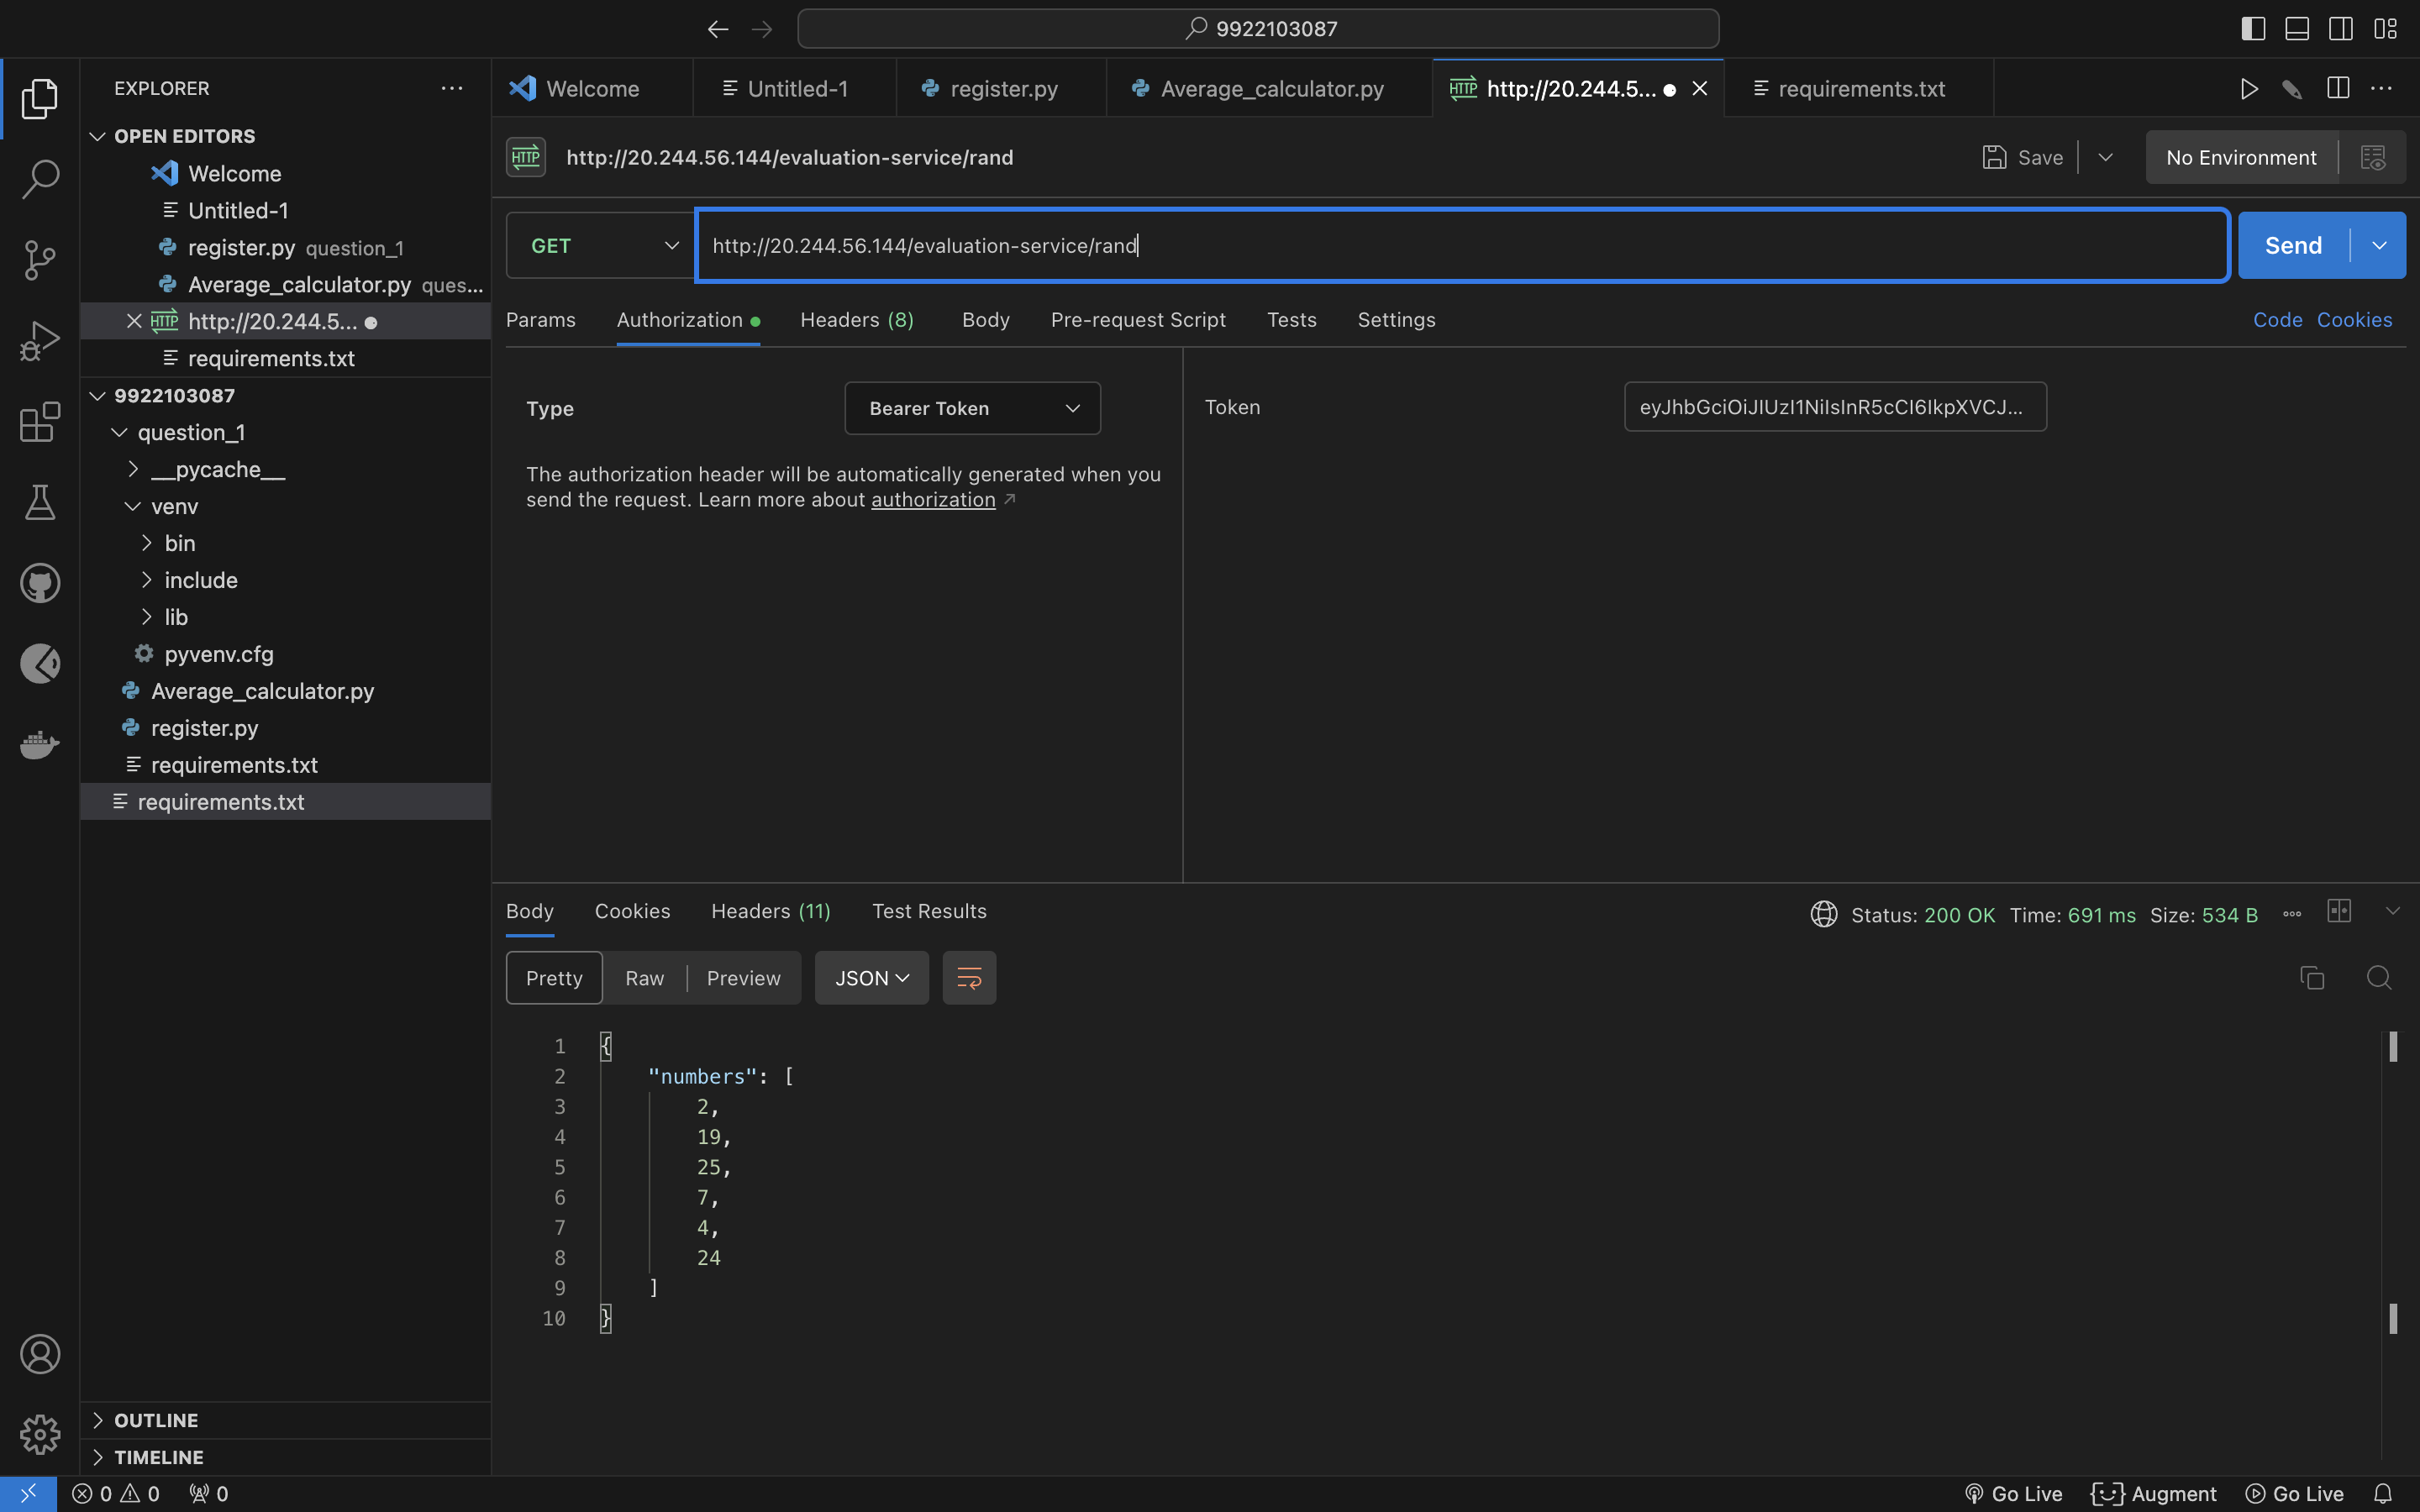 9922103087
EXPLORER
OPEN EDITORS
Welcome
Untitled-1
register.py question_1
Average_calculator.py ques...
HTTP http://20.244.5...
requirements.txt
9922103087
question_1
__pycache__
venv
bin
include
lib
pyvenv.cfg
Average_calculator.py
register.py
requirements.txt
requirements.txt
OUTLINE
TIMELINE
Welcome
Untitled-1
register.py
Average_calculator.py
HTTP http://20.244.5...
requirements.txt
HTTP http://20.244.56.144/evaluation-service/rand
Save
No Environment
GET http://20.244.56.144/evaluation-service/rand
Send
Params Authorization Headers (8) Body Pre-request Script Tests Settings
Code Cookies
Type Bearer Token
The authorization header will be automatically generated when you
send the request. Learn more about authorization
Token eyJhbGciOiJIUzI1NiIsInR5cCI6IkpXVCJ...
Body Cookies Headers (11) Test Results
Status: 200 OK Time: 691 ms Size: 534 B
Pretty Raw Preview JSON
1 {
2 "numbers": [
3 2,
4 19,
5 25,
6 7,
7 4,
8 24
9 ]
10 }
0 0 0
Go Live Augment Go Live